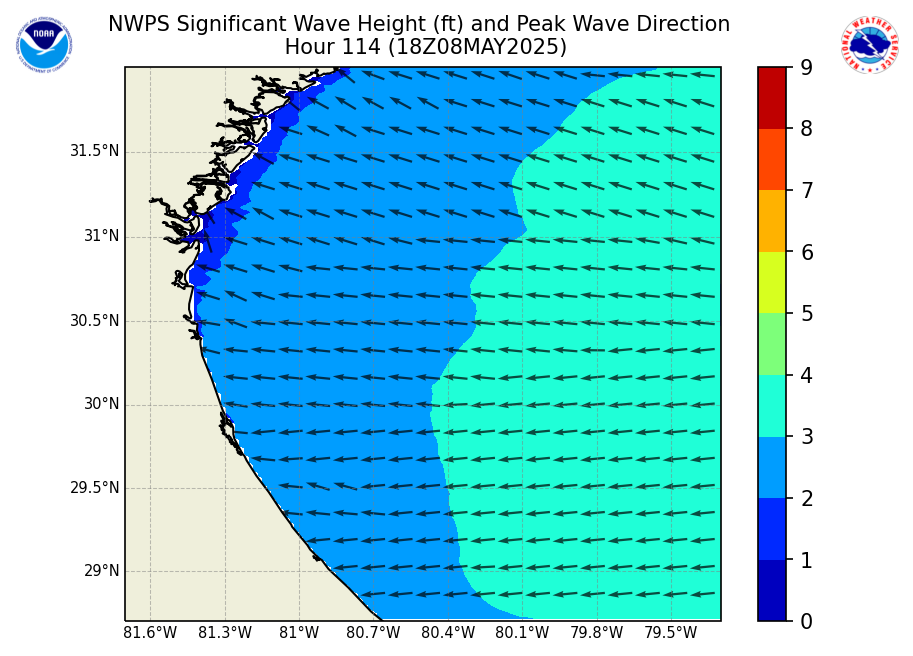 NWPS Significant Wave Height (ft) and Peak Wave Direction
Hour 114 (18Z08MAY2025)
NOAA
NATIONAL WEATHER SERVICE
31.5°N
31°N
30.5°N
30°N
29.5°N
29°N
81.6°W 81.3°W 81°W 80.7°W 80.4°W 80.1°W 79.8°W 79.5°W
9
8
7
6
5
4
3
2
1
0